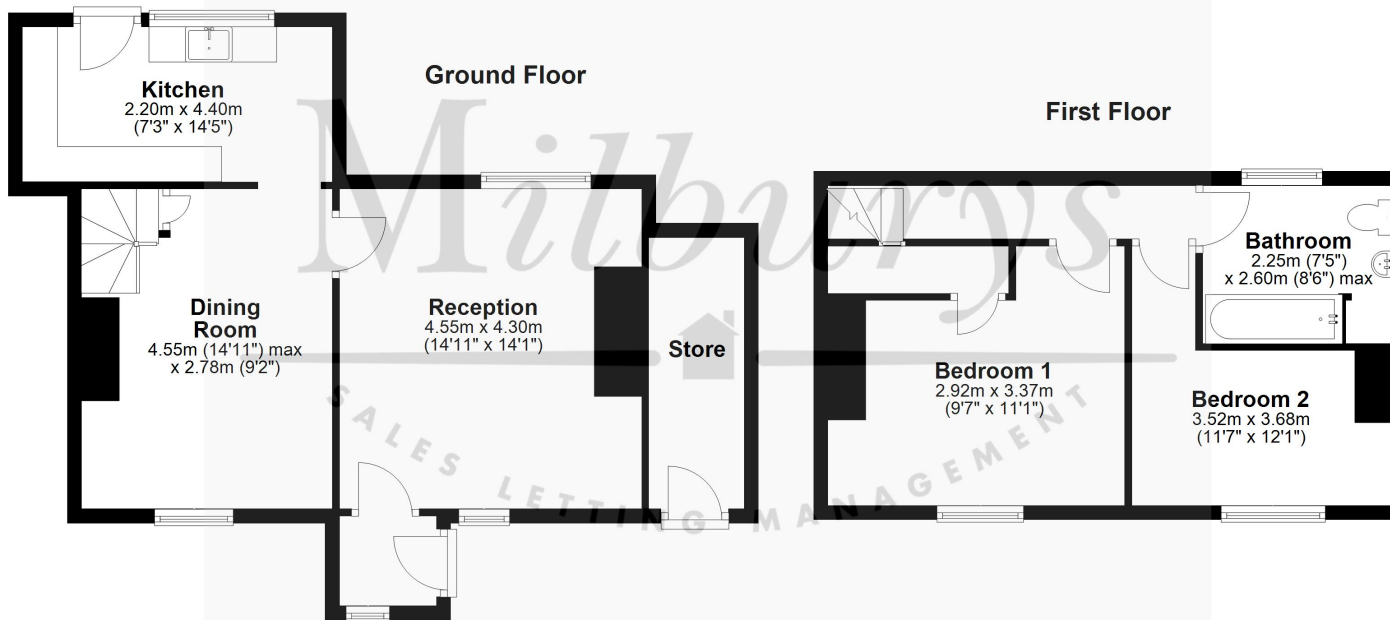 Ground Floor
First Floor
Kitchen
2.20m x 4.40m
(7'3" x 14'5")
Dining
Room
4.55m (14'11") max
x 2.78m (9'2")
Reception
4.55m x 4.30m
(14'11" x 14'1")
Store
Bathroom
2.25m (7'5")
x 2.60m (8'6") max
Bedroom 1
2.92m x 3.37m
(9'7" x 11'1")
Bedroom 2
3.52m x 3.68m
(11'7" x 12'1")
Milburys
SALES LETTING MANAGEMENT